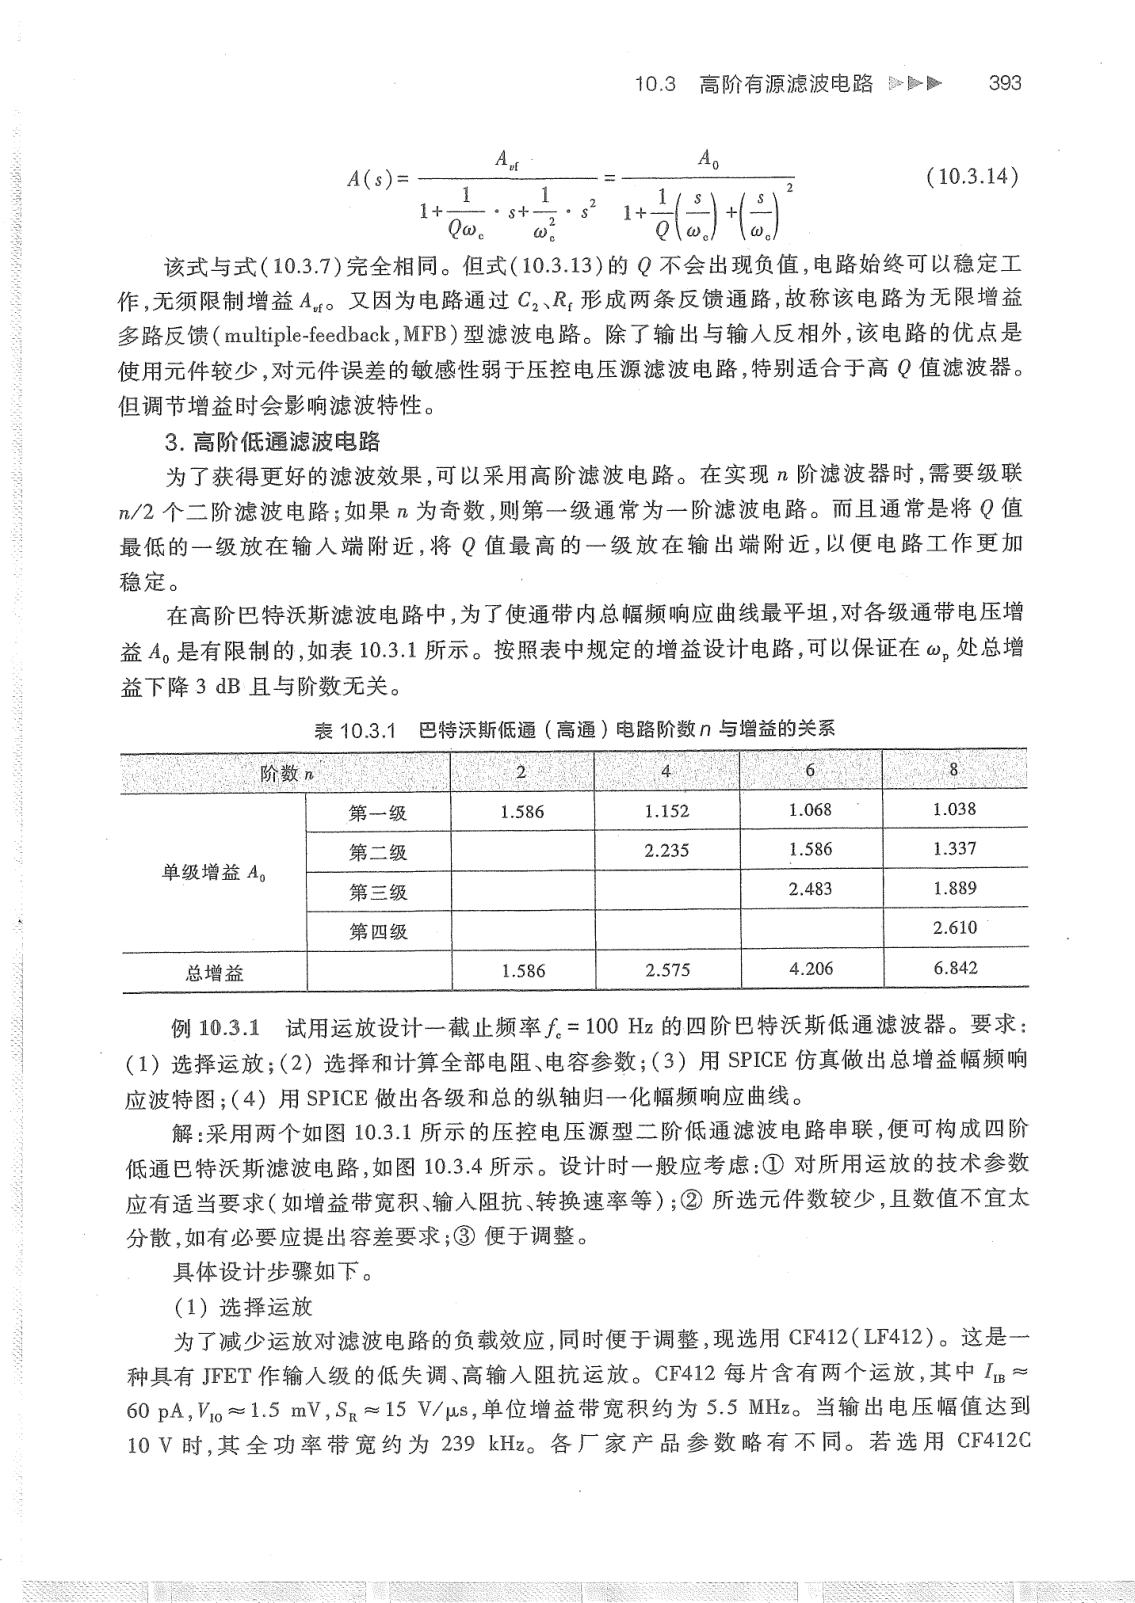 10.3 高阶有源滤波电路 393
A(s)= A_vf / (1+ 1/(Qω_c) · s+ 1/ω_c² · s²) = A_0 / (1+ 1/Q (s/ω_c) + (s/ω_c)²) (10.3.14)
该式与式(10.3.7)完全相同。但式(10.3.13)的 Q 不会出现负值,电路始终可以稳定工
作,无须限制增益 A_vf。又因为电路通过 C₂、R_f 形成两条反馈通路,故称该电路为无限增益
多路反馈(multiple-feedback,MFB)型滤波电路。除了输出与输入反相外,该电路的优点是
使用元件较少,对元件误差的敏感性弱于压控电压源滤波电路,特别适合于高 Q 值滤波器。
但调节增益时会影响滤波特性。
3. 高阶低通滤波电路
为了获得更好的滤波效果,可以采用高阶滤波电路。在实现 n 阶滤波器时,需要级联
n/2 个二阶滤波电路;如果 n 为奇数,则第一级通常为一阶滤波电路。而且通常是将 Q 值
最低的一级放在输入端附近,将 Q 值最高的一级放在输出端附近,以便电路工作更加
稳定。
在高阶巴特沃斯滤波电路中,为了使通带内总幅频响应曲线最平坦,对各级通带电压增
益 A₀ 是有限制的,如表 10.3.1 所示。按照表中规定的增益设计电路,可以保证在 ω_p 处总增
益下降 3 dB 且与阶数无关。
表 10.3.1 巴特沃斯低通(高通)电路阶数 n 与增益的关系
阶数 n 2 4 6 8
第一级 1.586 1.152 1.068 1.038
第二级 2.235 1.586 1.337
单级增益 A₀
第三级 2.483 1.889
第四级 2.610
总增益 1.586 2.575 4.206 6.842
例 10.3.1 试用运放设计一截止频率 f_c = 100 Hz 的四阶巴特沃斯低通滤波器。要求:
(1) 选择运放;(2) 选择和计算全部电阻、电容参数;(3) 用 SPICE 仿真做出总增益幅频响
应波特图;(4) 用 SPICE 做出各级和总的纵轴归一化幅频响应曲线。
解:采用两个如图 10.3.1 所示的压控电压源型二阶低通滤波电路串联,便可构成四阶
低通巴特沃斯滤波电路,如图 10.3.4 所示。设计时一般应考虑:① 对所用运放的技术参数
应有适当要求(如增益带宽积、输入阻抗、转换速率等);② 所选元件数较少,且数值不宜太
分散,如有必要应提出容差要求;③ 便于调整。
具体设计步骤如下。
(1) 选择运放
为了减少运放对滤波电路的负载效应,同时便于调整,现选用 CF412(LF412)。这是一
种具有 JFET 作输入级的低失调、高输入阻抗运放。CF412 每片含有两个运放,其中 I_IB ≈
60 pA,V_IO ≈ 1.5 mV,S_R ≈ 15 V/μs,单位增益带宽积约为 5.5 MHz。当输出电压幅值达到
10 V 时,其全功率带宽约为 239 kHz。各厂家产品参数略有不同。若选用 CF412C